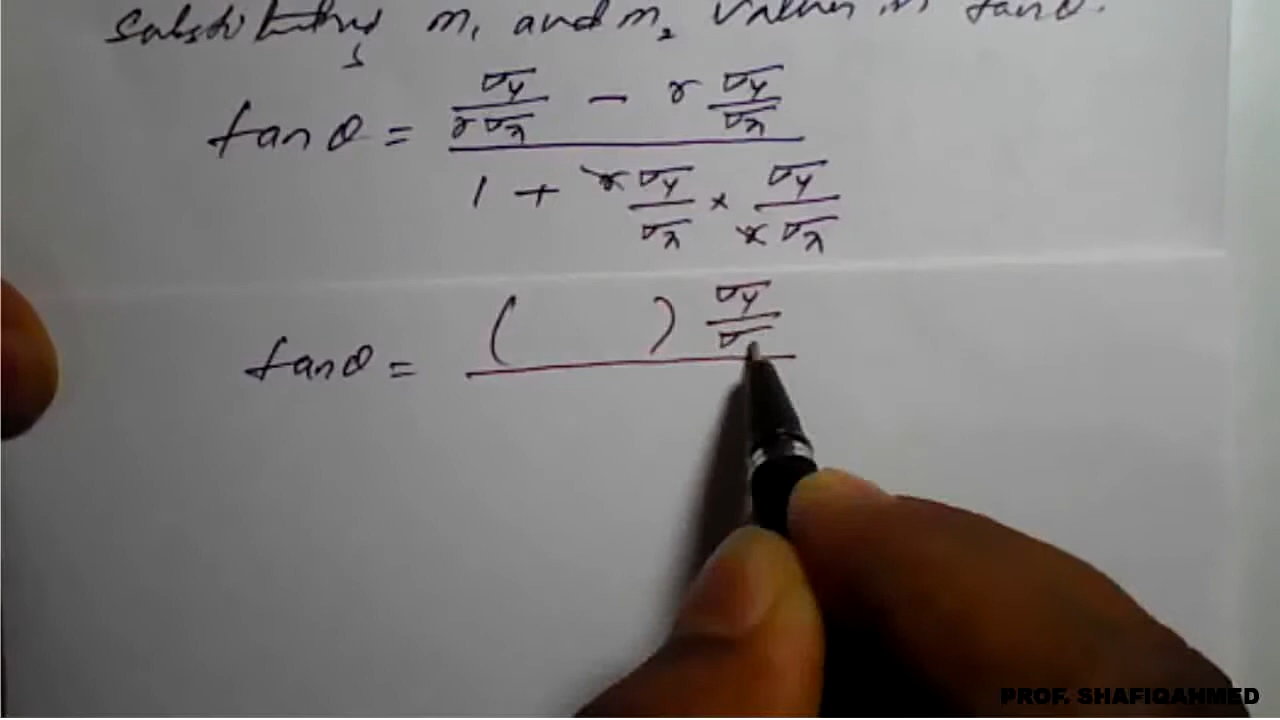 Substituting m₁ and m₂ values in tanθ.
tanθ = (σy/(rσx) − r σy/σx) / (1 + r σy/σx × σy/(rσx))
tanθ = ( ) σy/σ
PROF. SHAFIQAHMED